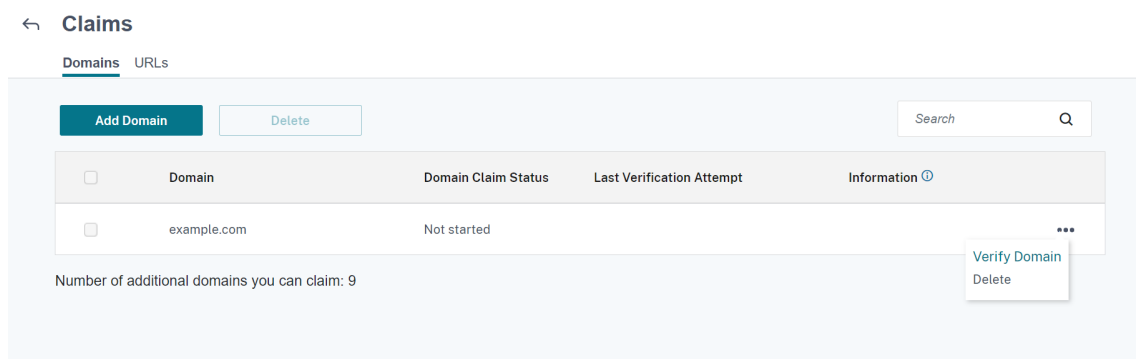 Claims
Domains URLs
Add Domain Delete Search
Domain Domain Claim Status Last Verification Attempt Information
example.com Not started
Verify Domain
Delete
Number of additional domains you can claim: 9